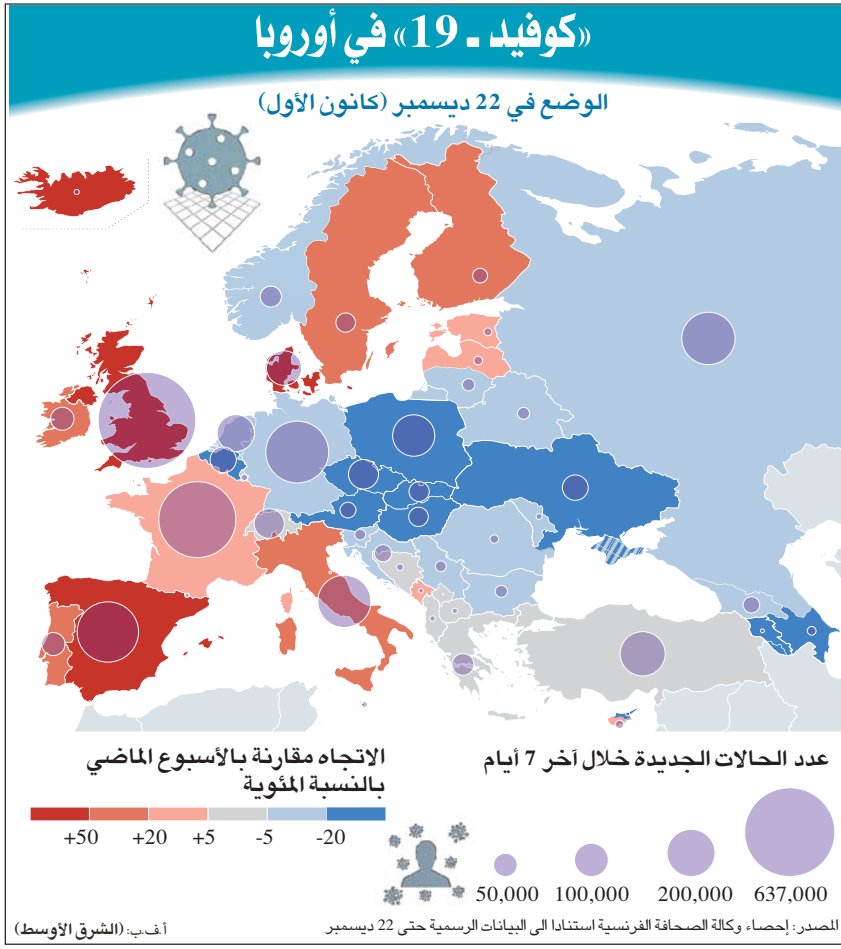 «كوفيد ـ 19» في أوروبا
الوضع في 22 ديسمبر (كانون الأول)
عدد الحالات الجديدة خلال آخر 7 أيام
637,000
200,000
100,000
50,000
الاتجاه مقارنة بالأسبوع الماضي
بالنسبة المئوية
+50
+20
+5
-5
-20
المصدر: إحصاء وكالة الصحافة الفرنسية استنادا الى البيانات الرسمية حتى 22 ديسمبر
أ.ف.ب: (الشرق الأوسط)